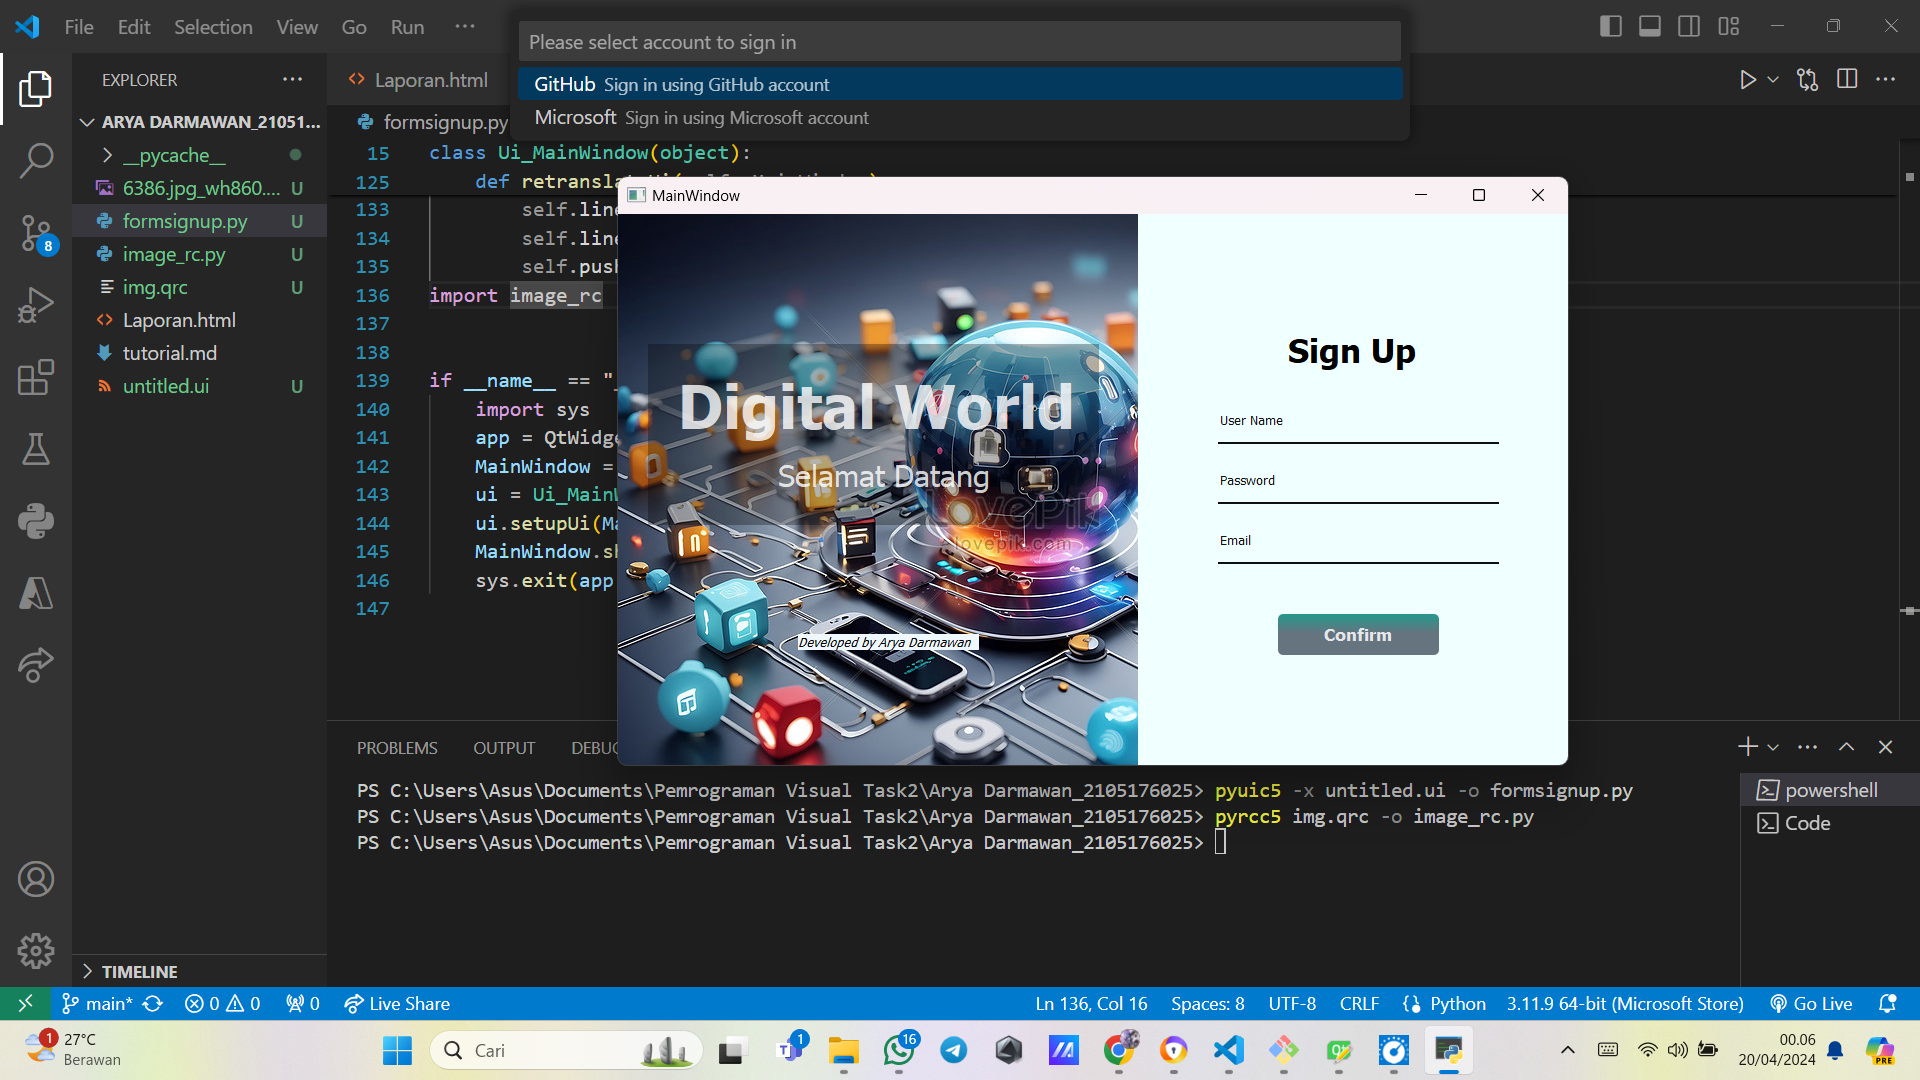 File Edit Selection View Go Run ···
Please select account to sign in
GitHub Sign in using GitHub account
Microsoft Sign in using Microsoft account
EXPLORER
ARYA DARMAWAN_21051...
__pycache__
6386.jpg_wh860.... U
formsignup.py U
image_rc.py U
img.qrc U
Laporan.html
tutorial.md
untitled.ui U
TIMELINE
8
Laporan.html
formsignup.py
15 class Ui_MainWindow(object):
125 def
133 self.
134 self.
135 self.
136 import image_rc
137
138
139 if __name__ ==
140 import sys
141 app =
142 MainWindow =
143 ui =
144 ui.setupUi(
145 MainWindow.
146 sys.exit(app
147
MainWindow
Digital World
Selamat Datang
LovePik
lovepik.com
Developed by Arya Darmawan
Sign Up
User Name
Password
Email
Confirm
PROBLEMS OUTPUT
PS C:\Users\Asus\Documents\Pemrograman Visual Task2\Arya Darmawan_2105176025> pyuic5 -x untitled.ui -o formsignup.py
PS C:\Users\Asus\Documents\Pemrograman Visual Task2\Arya Darmawan_2105176025> pyrcc5 img.qrc -o image_rc.py
PS C:\Users\Asus\Documents\Pemrograman Visual Task2\Arya Darmawan_2105176025>
powershell
Code
main* 0 0 0 Live Share
Ln 136, Col 16 Spaces: 8 UTF-8 CRLF Python 3.11.9 64-bit (Microsoft Store) Go Live
1
27°C
Berawan
Cari
1
16
00.06
20/04/2024
PRE